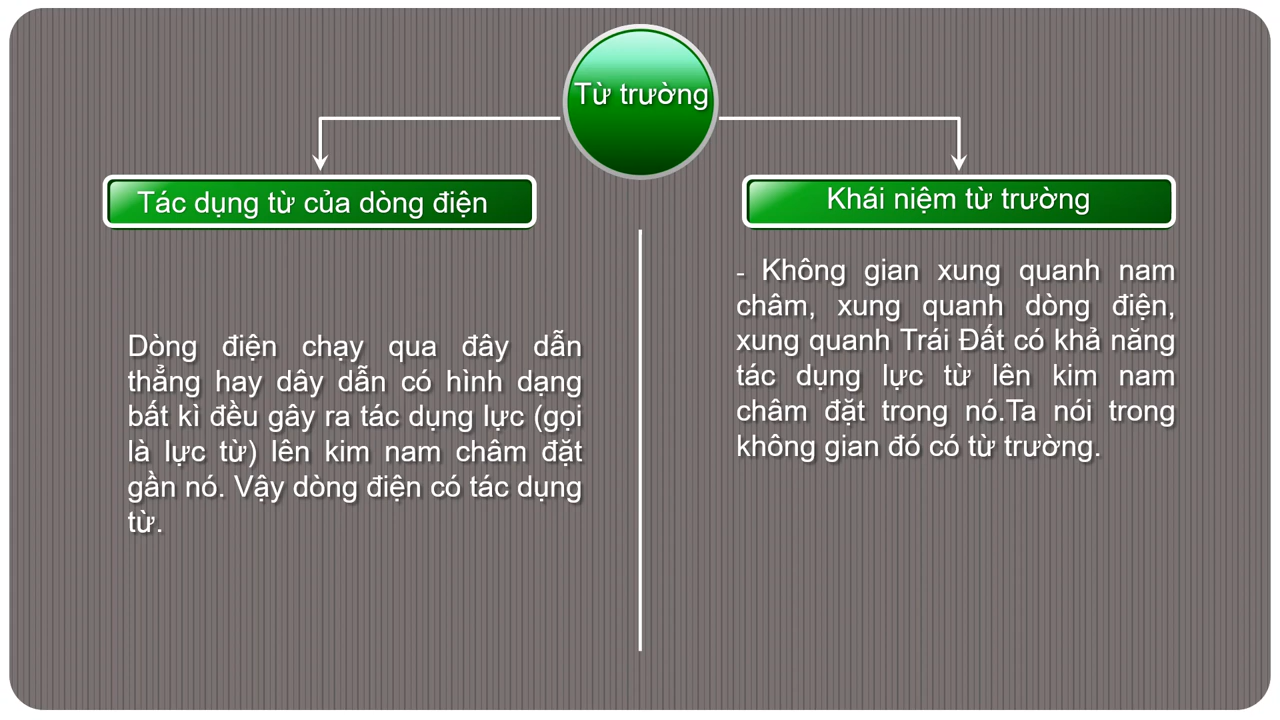 Từ trường
Tác dụng từ của dòng điện
Dòng điện chạy qua đây dẫn
thẳng hay dây dẫn có hình dạng
bất kì đều gây ra tác dụng lực (gọi
là lực từ) lên kim nam châm đặt
gần nó. Vậy dòng điện có tác dụng
từ.
Khái niệm từ trường
- Không gian xung quanh nam
châm, xung quanh dòng điện,
xung quanh Trái Đất có khả năng
tác dụng lực từ lên kim nam
châm đặt trong nó.Ta nói trong
không gian đó có từ trường.